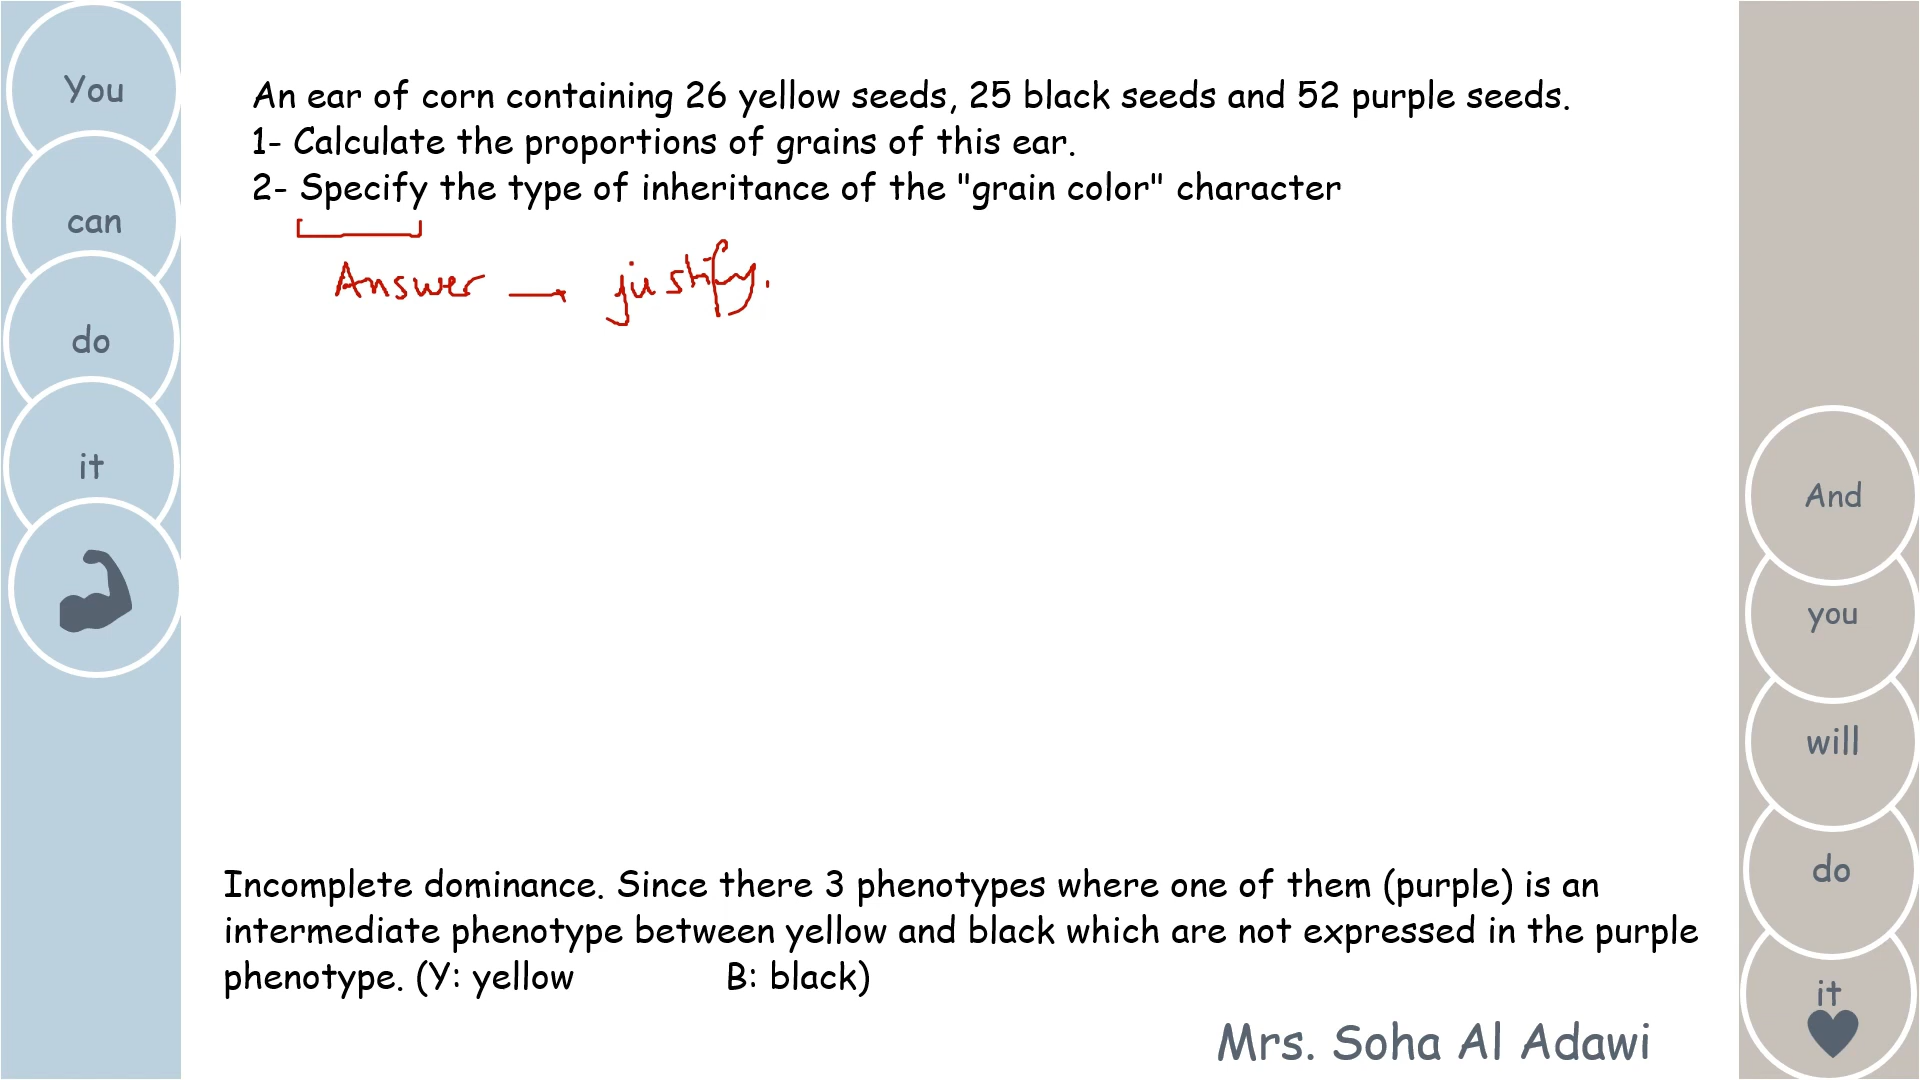 You
can
do
it
An ear of corn containing 26 yellow seeds, 25 black seeds and 52 purple seeds.
1- Calculate the proportions of grains of this ear.
2- Specify the type of inheritance of the "grain color" character
Answer → justify.
Incomplete dominance. Since there 3 phenotypes where one of them (purple) is an
intermediate phenotype between yellow and black which are not expressed in the purple
phenotype. (Y: yellow B: black)
Mrs. Soha Al Adawi
And
you
will
do
it